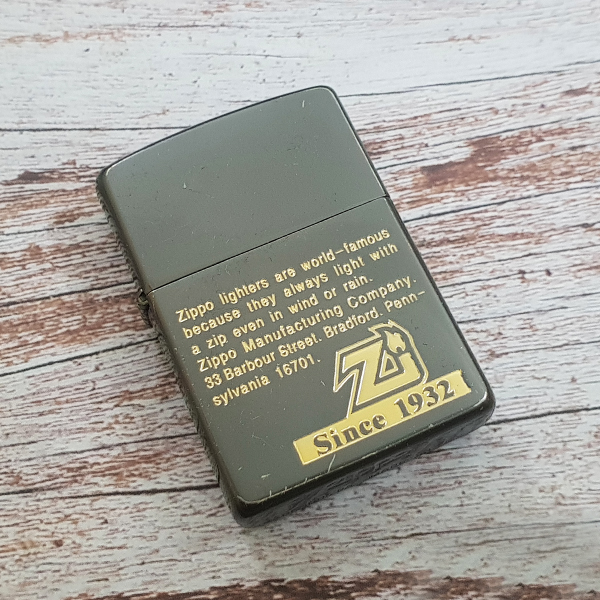 Zippo lighters are world-famous
because they always light with
a zip even in wind or rain.
Zippo Manufacturing Company.
33 Barbour Street. Bradford. Penn-
sylvania 16701.
Z
Since 1932